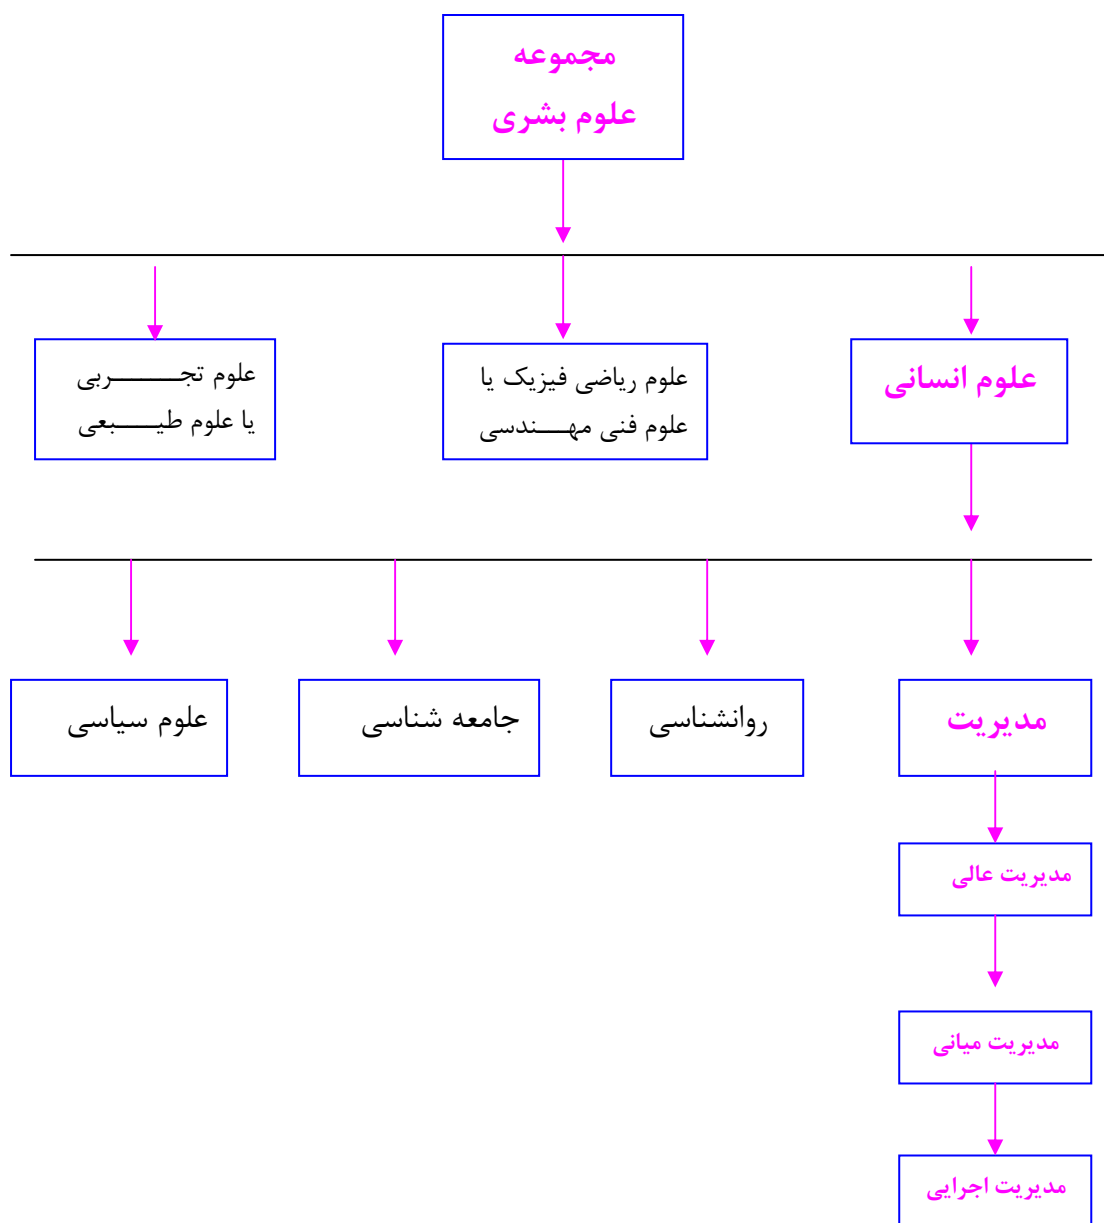 مجموعه
علوم بشری
علوم انسانی
علوم ریاضی فیزیک یا
علوم فنی مهـــندسی
علوم تجـــــــربی
یا علوم طیـــــبعی
مدیریت
روانشناسی
جامعه شناسی
علوم سیاسی
مدیریت عالی
مدیریت میانی
مدیریت اجرایی